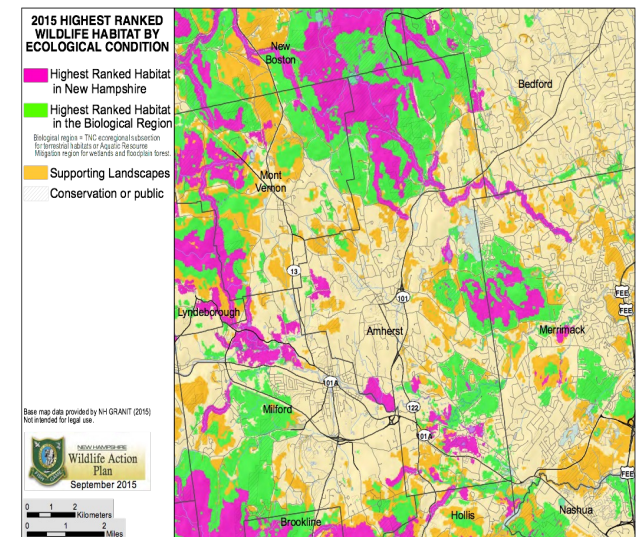 2015 HIGHEST RANKED
WILDLIFE HABITAT BY
ECOLOGICAL CONDITION
Highest Ranked Habitat
in New Hampshire
Highest Ranked Habitat
in the Biological Region
Biological region = TNC ecoregional subsection
for terrestrial habitats or Aquatic Resource
Mitigation region for wetlands and floodplain forest.
Supporting Landscapes
Conservation or public
Base map data provided by NH GRANIT (2015)
Not intended for legal use.
NEW HAMPSHIRE
Wildlife Action
Plan
September 2015
0 1 2
Kilometers
0 1 2
Miles
New
Boston
Bedford
Mont
Vernon
13
101
FEE
FEE
Lyndeborough
Amherst
Merrimack
101A
122
Milford
101A
FEE
Brookline
Hollis
Nashua